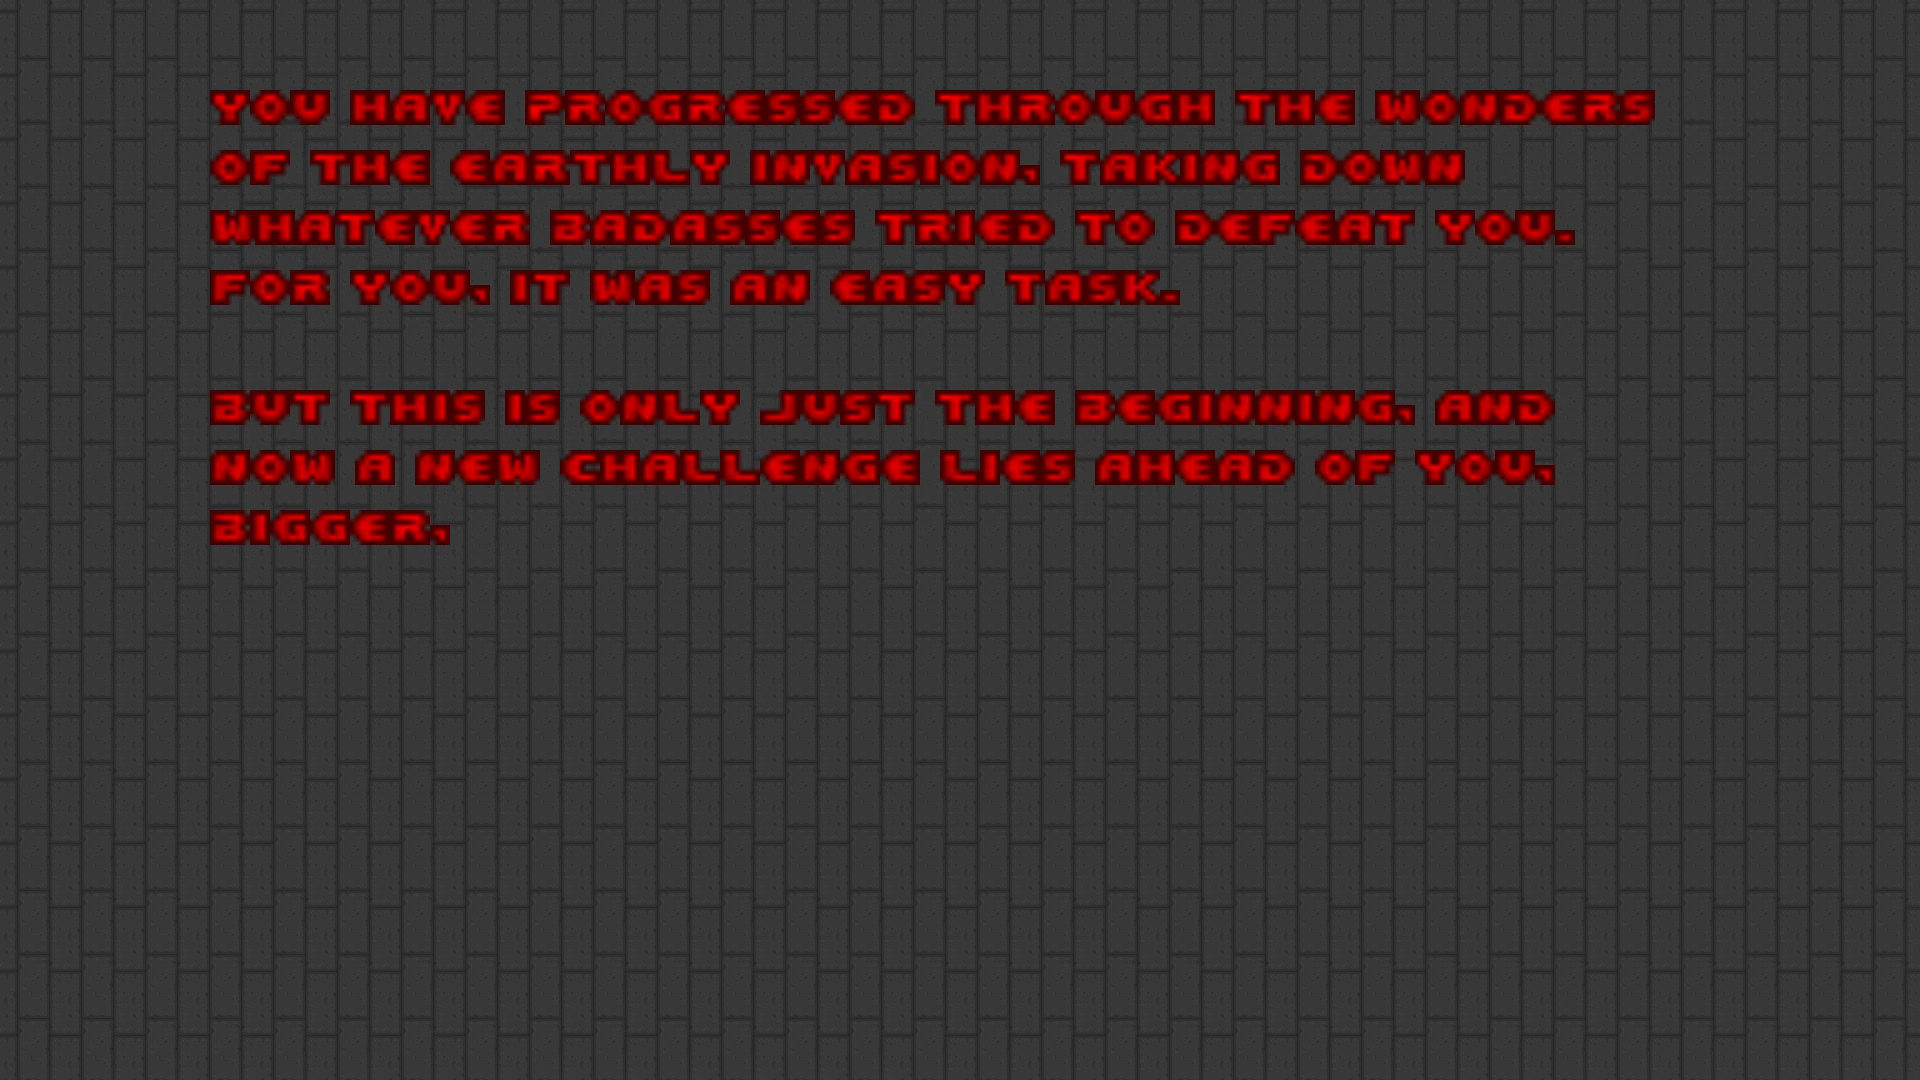 YOU HAVE PROGRESSED THROUGH THE WONDERS
OF THE EARTHLY INVASION, TAKING DOWN
WHATEVER BADASSES TRIED TO DEFEAT YOU.
FOR YOU, IT WAS AN EASY TASK.
BUT THIS IS ONLY JUST THE BEGINNING, AND
NOW A NEW CHALLENGE LIES AHEAD OF YOU,
BIGGER,